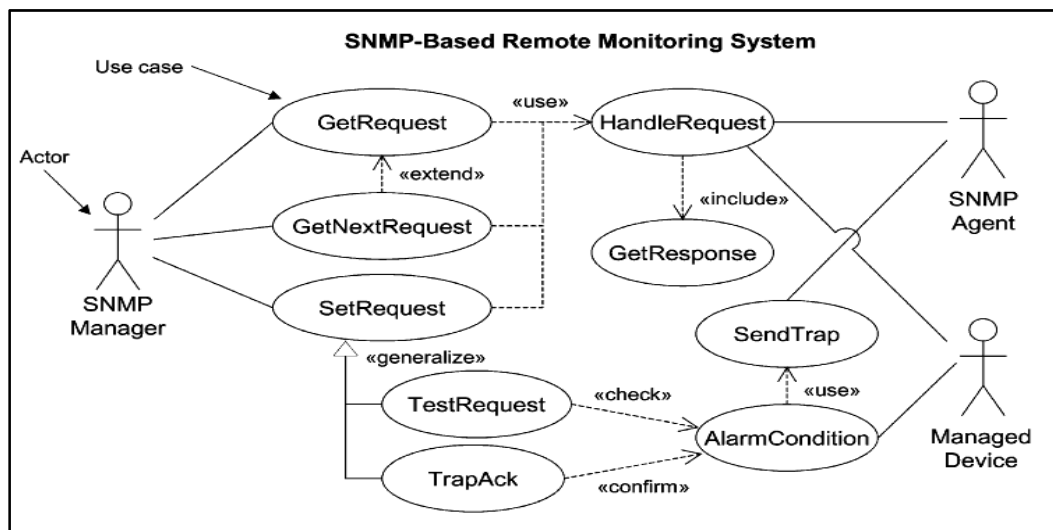 SNMP-Based Remote Monitoring System
Use case
«use»
GetRequest
HandleRequest
Actor
«extend»
«include»
SNMP
Agent
GetNextRequest
GetResponse
SNMP
Manager
SetRequest
SendTrap
«generalize»
TestRequest
«check»
«use»
AlarmCondition
Managed
Device
TrapAck
«confirm»